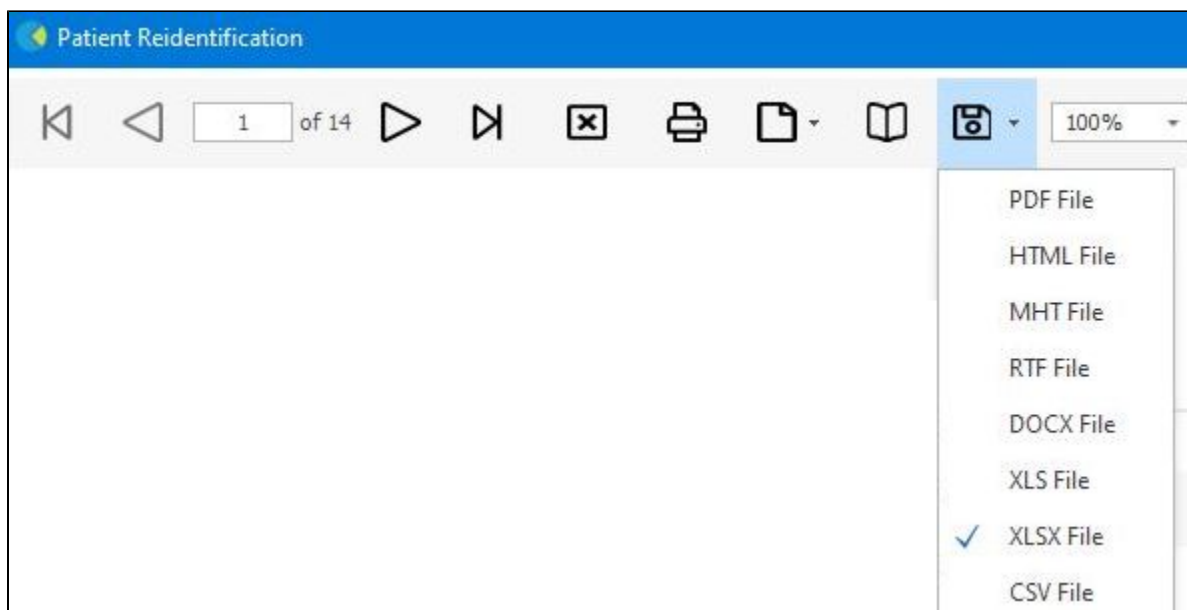 Patient Reidentification
1 of 14 100%
PDF File
HTML File
MHT File
RTF File
DOCX File
XLS File
XLSX File
CSV File